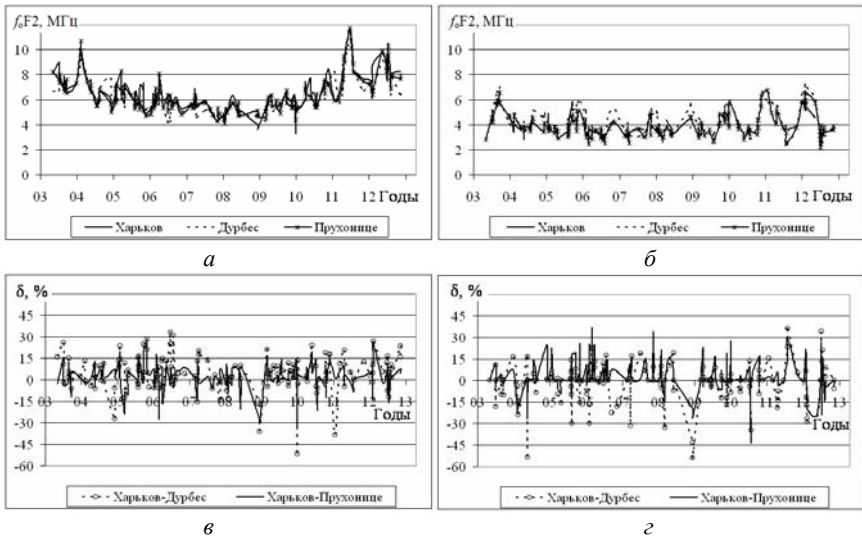 f₀F2, МГц
10
8
6
4
2
0
03 04 05 06 07 08 09 10 11 12 Годы
Харьков Дурбес Прухонице
а
f₀F2, МГц
10
8
6
4
2
0
03 04 05 06 07 08 09 10 11 12 Годы
Харьков Дурбес Прухонице
б
δ, %
45
30
15
0
-15
-30
-45
-60
03 04 05 06 07 08 09 10 11 12 13
Годы
Харьков-Дурбес Харьков-Прухонице
в
δ, %
45
30
15
0
-15
-30
-45
-60
03 04 05 06 07 08 09 10 11 12 13
Годы
Харьков-Дурбес Харьков-Прухонице
г